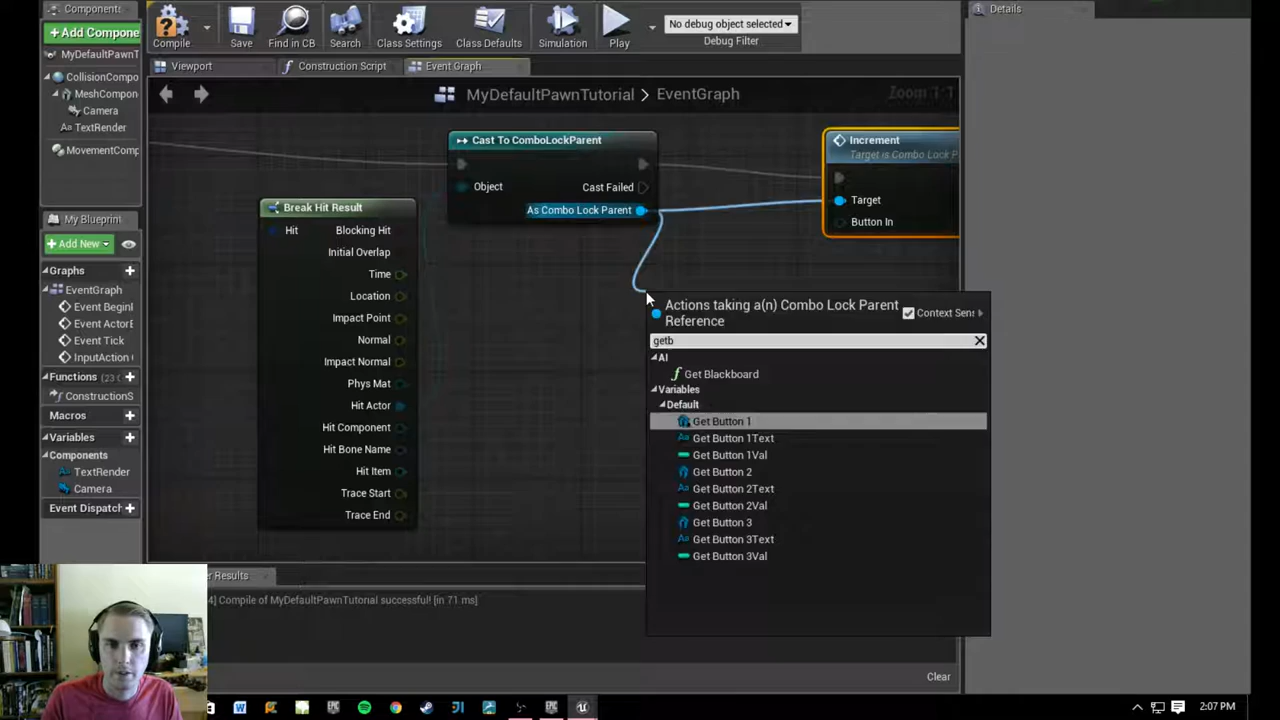 Components
Details
+Add Compone
Compile
Save
Find in CB
Search
Class Settings
Class Defaults
Simulation
Play
No debug object selected
Debug Filter
MyDefaultPawnT
CollisionCompo
MeshCompon
Camera
TextRender
MovementComp
Viewport
Construction Script
Event Graph
MyDefaultPawnTutorial > EventGraph
Zoom 1:1
Cast To ComboLockParent
Object
Cast Failed
As Combo Lock Parent
Increment
Target is Combo Lock P
Target
Button In
Break Hit Result
Hit
Blocking Hit
Initial Overlap
Time
Location
Impact Point
Normal
Impact Normal
Phys Mat
Hit Actor
Hit Component
Hit Bone Name
Hit Item
Trace Start
Trace End
Actions taking a(n) Combo Lock Parent
Reference
Context Sens
getb
AI
Get Blackboard
Variables
Default
Get Button 1
Get Button 1Text
Get Button 1Val
Get Button 2
Get Button 2Text
Get Button 2Val
Get Button 3
Get Button 3Text
Get Button 3Val
My Blueprint
+Add New
Graphs
EventGraph
Event BeginP
Event ActorB
Event Tick
InputAction
Functions (23
ConstructionS
Macros
Variables
Components
TextRender
Camera
Event Dispatch
r Results
4] Compile of MyDefaultPawnTutorial successful! [in 71 ms]
Clear
2:07 PM